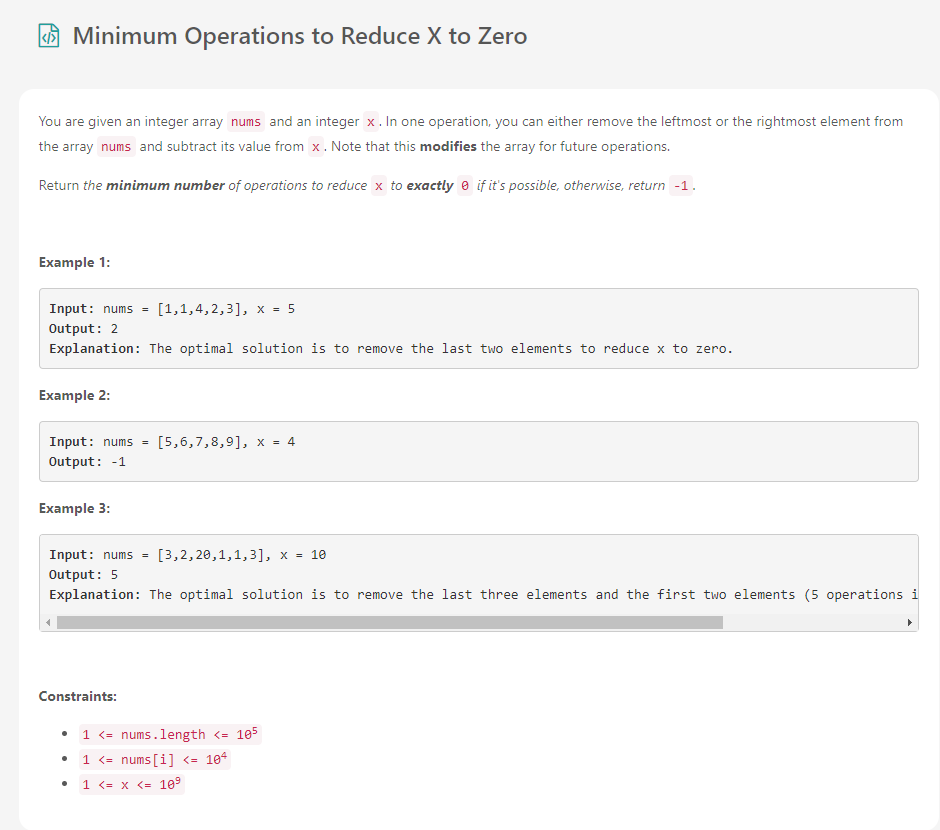 Minimum Operations to Reduce X to Zero
You are given an integer array nums and an integer x. In one operation, you can either remove the leftmost or the rightmost element from
the array nums and subtract its value from x. Note that this modifies the array for future operations.
Return the minimum number of operations to reduce x to exactly 0 if it's possible, otherwise, return -1.
Example 1:
Input: nums = [1,1,4,2,3], x = 5
Output: 2
Explanation: The optimal solution is to remove the last two elements to reduce x to zero.
Example 2:
Input: nums = [5,6,7,8,9], x = 4
Output: -1
Example 3:
Input: nums = [3,2,20,1,1,3], x = 10
Output: 5
Explanation: The optimal solution is to remove the last three elements and the first two elements (5 operations i
Constraints:
1 <= nums.length <= 10⁵
1 <= nums[i] <= 10⁴
1 <= x <= 10⁹